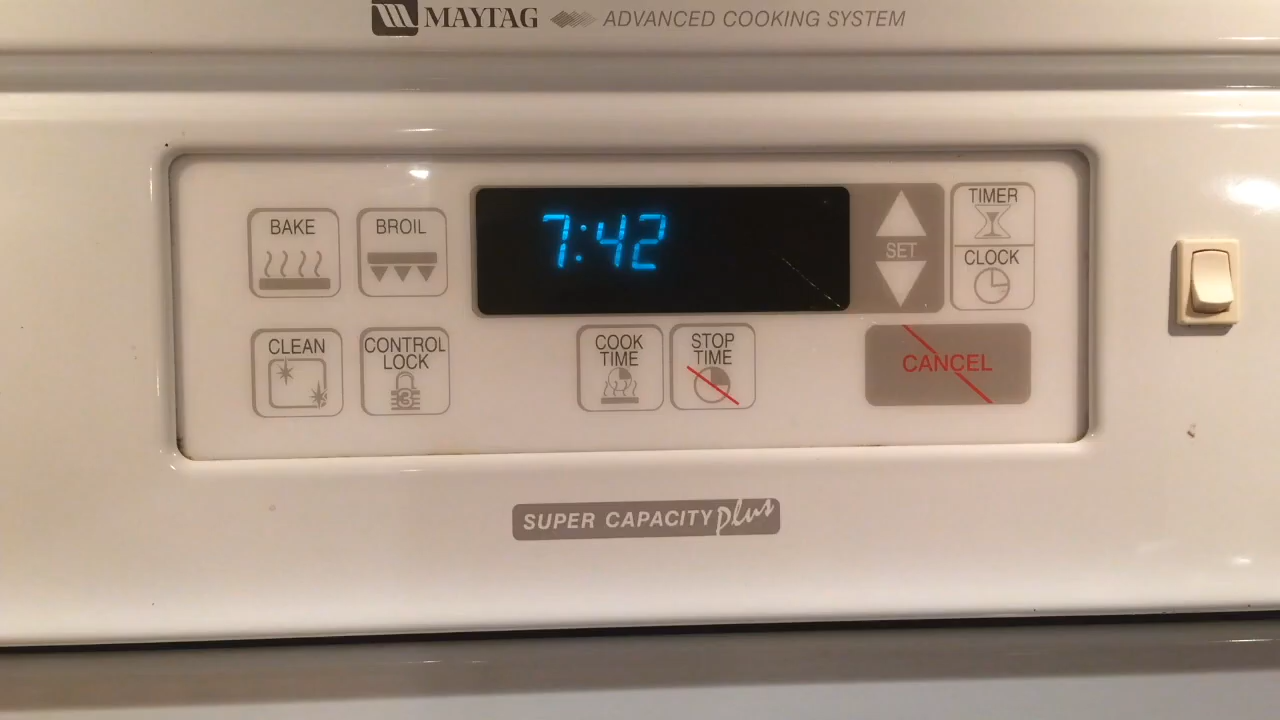 MAYTAG ADVANCED COOKING SYSTEM
BAKE
BROIL
7:42
SET
TIMER
CLOCK
CLEAN
CONTROL
LOCK
3
COOK
TIME
STOP
TIME
CANCEL
SUPER CAPACITY plus